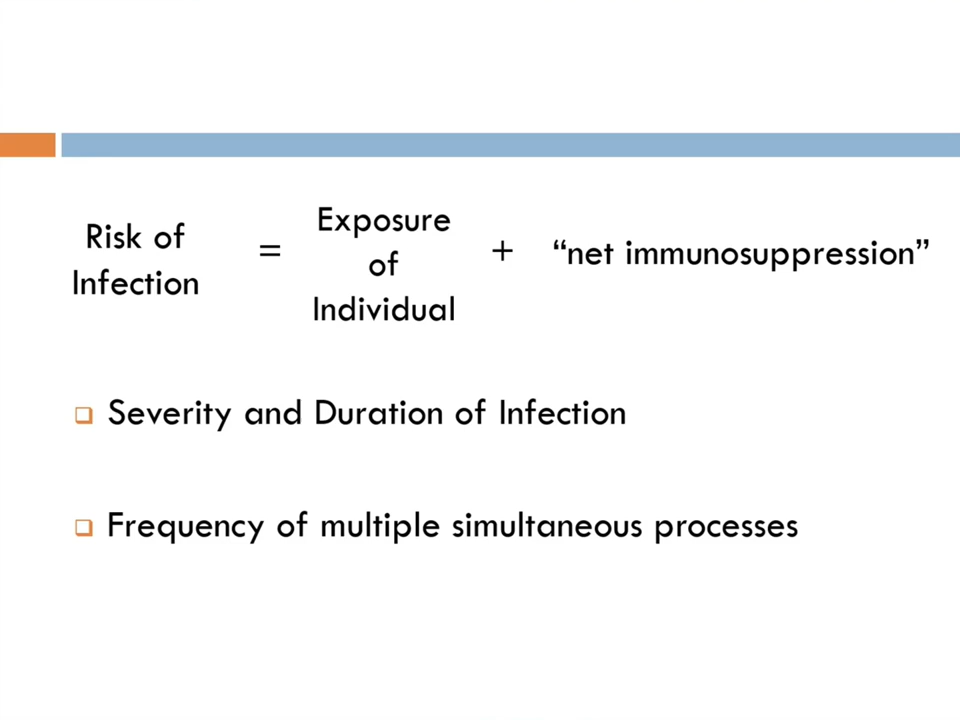 Risk of
Infection
=
Exposure
of
Individual
+
“net immunosuppression”
Severity and Duration of Infection
Frequency of multiple simultaneous processes